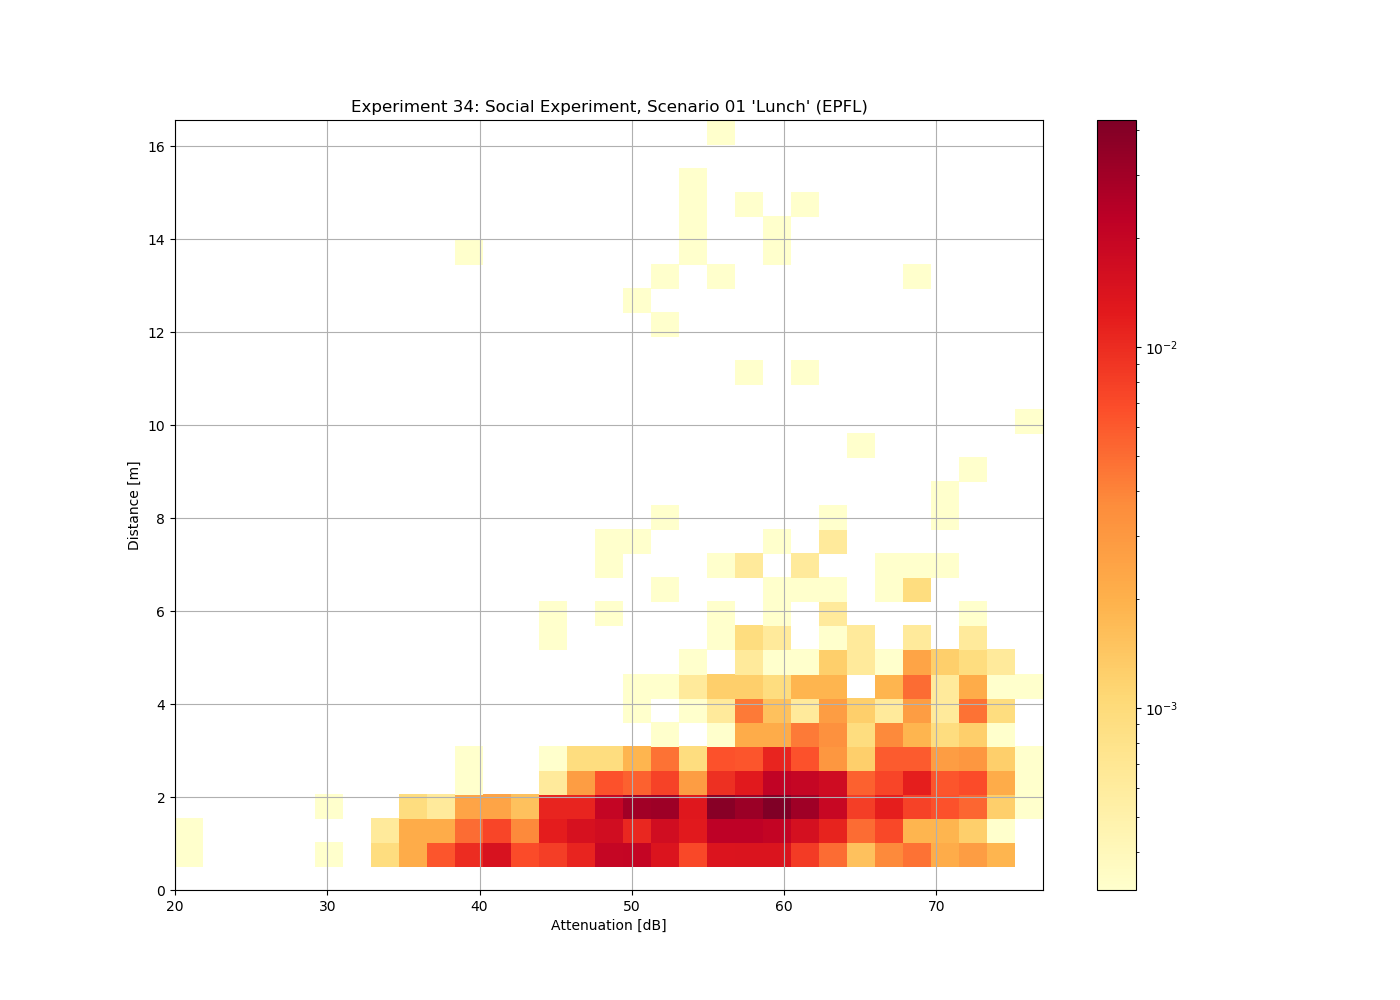 Experiment 34: Social Experiment, Scenario 01 'Lunch' (EPFL)
16
14
12
10
8
6
4
2
0
Distance [m]
20 30 40 50 60 70
Attenuation [dB]
10⁻²
10⁻³